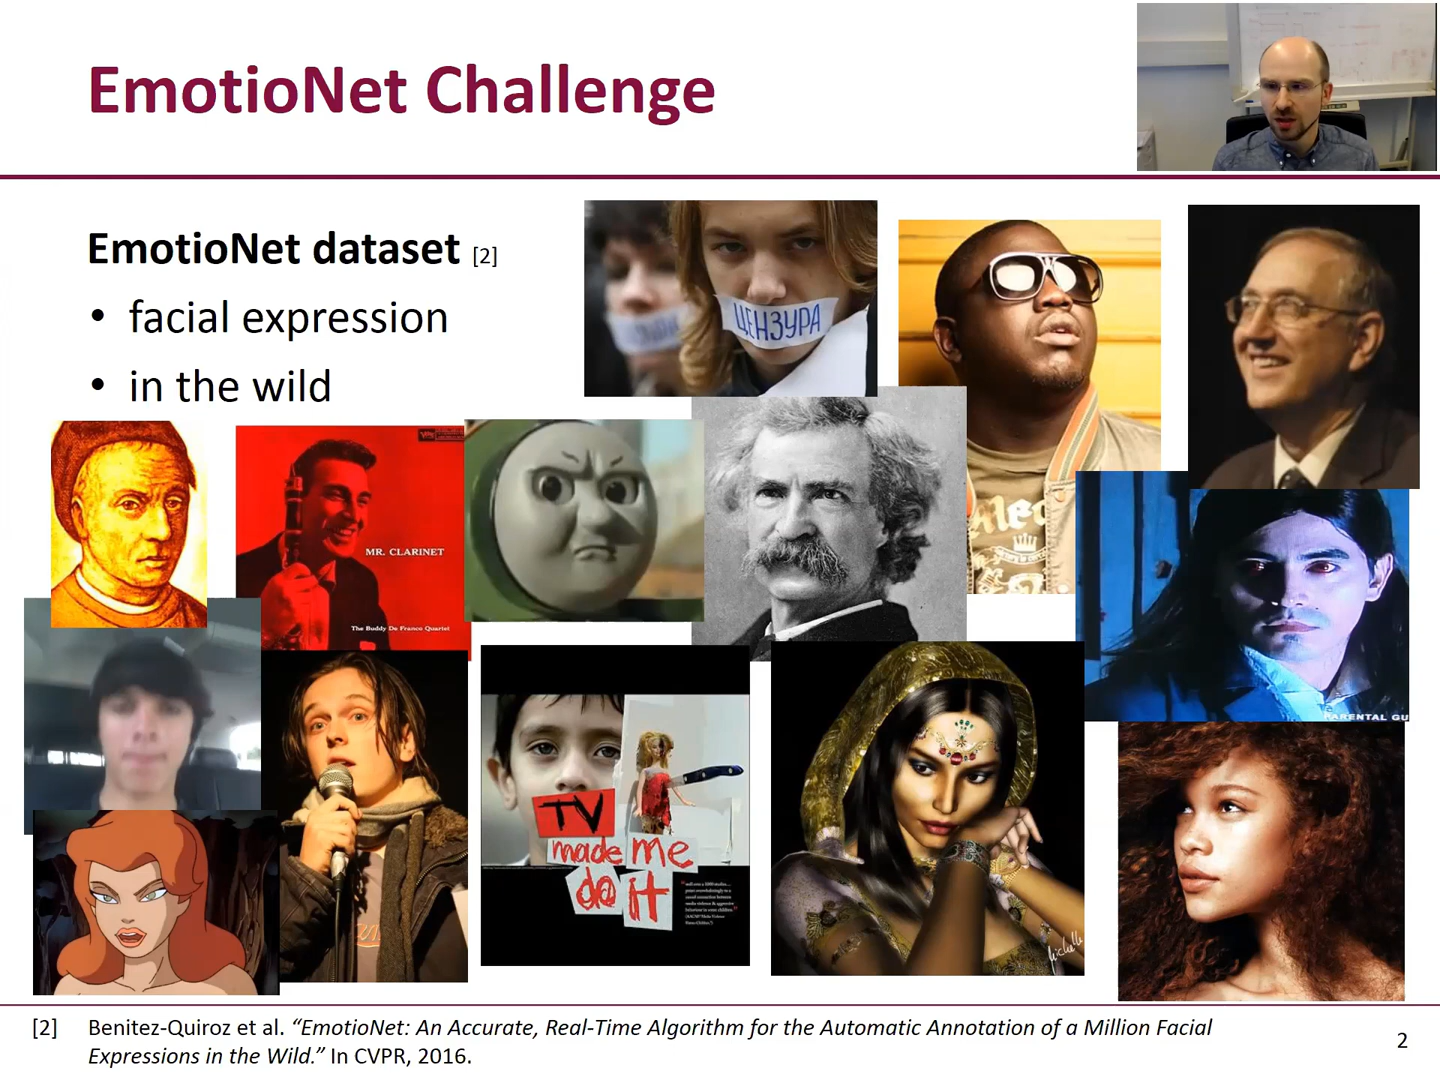 EmotioNet Challenge
EmotioNet dataset [2]
• facial expression
• in the wild
ЦЕНЗУРА
MR. CLARINET
The Buddy De Franco Quartet
PARENTAL GU
TV
made me
do it
Michelle
[2] Benitez-Quiroz et al. “EmotioNet: An Accurate, Real-Time Algorithm for the Automatic Annotation of a Million Facial
Expressions in the Wild.” In CVPR, 2016.
2